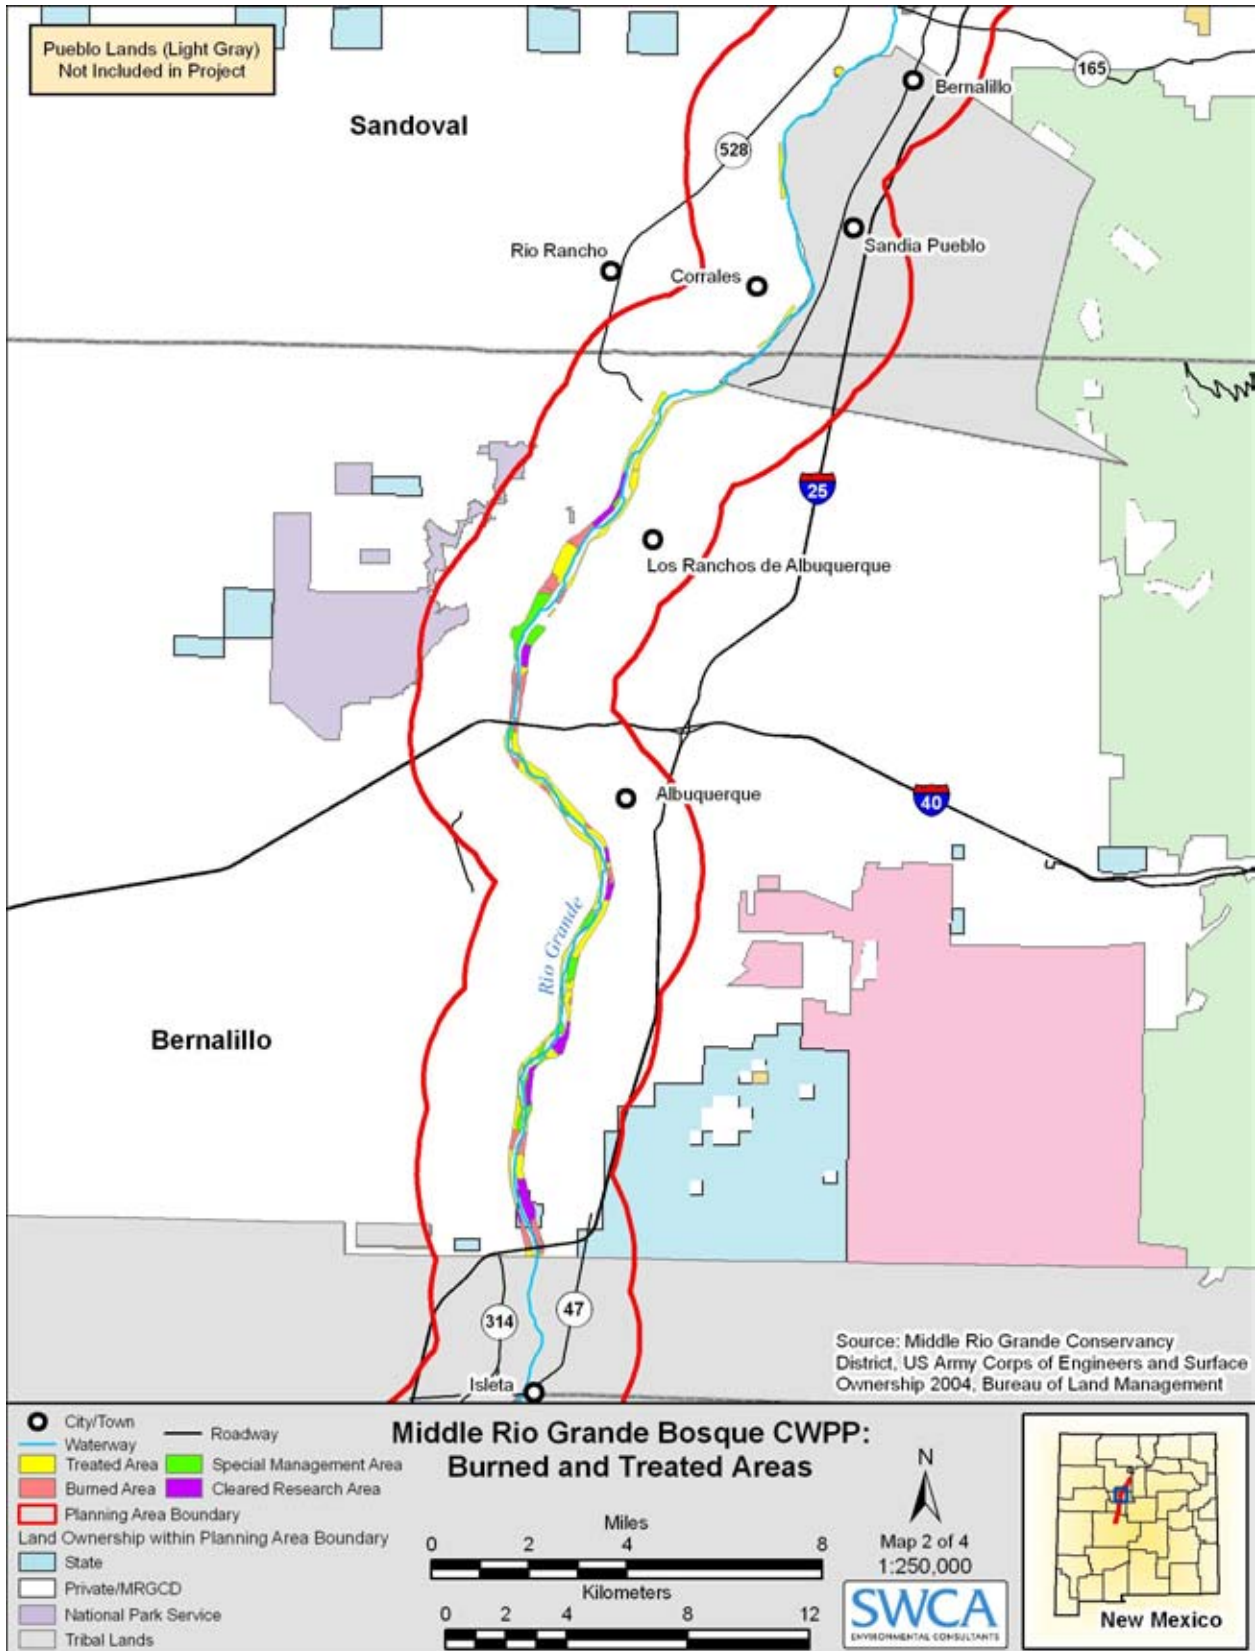 Pueblo Lands (Light Gray)
Not Included in Project
165
Bernalillo
Sandoval
528
Sandia Pueblo
Rio Rancho
Corrales
25
Los Ranchos de Albuquerque
Albuquerque
40
Rio Grande
Bernalillo
314
47
Isleta
Source: Middle Rio Grande Conservancy
District, US Army Corps of Engineers and Surface
Ownership 2004, Bureau of Land Management
City/Town
Waterway
Roadway
Treated Area
Special Management Area
Burned Area
Cleared Research Area
Planning Area Boundary
Land Ownership within Planning Area Boundary
State
Private/MRGCD
National Park Service
Tribal Lands
Middle Rio Grande Bosque CWPP:
Burned and Treated Areas
Miles
0 2 4 8
Kilometers
0 2 4 8 12
N
Map 2 of 4
1:250,000
SWCA
ENVIRONMENTAL CONSULTANTS
New Mexico